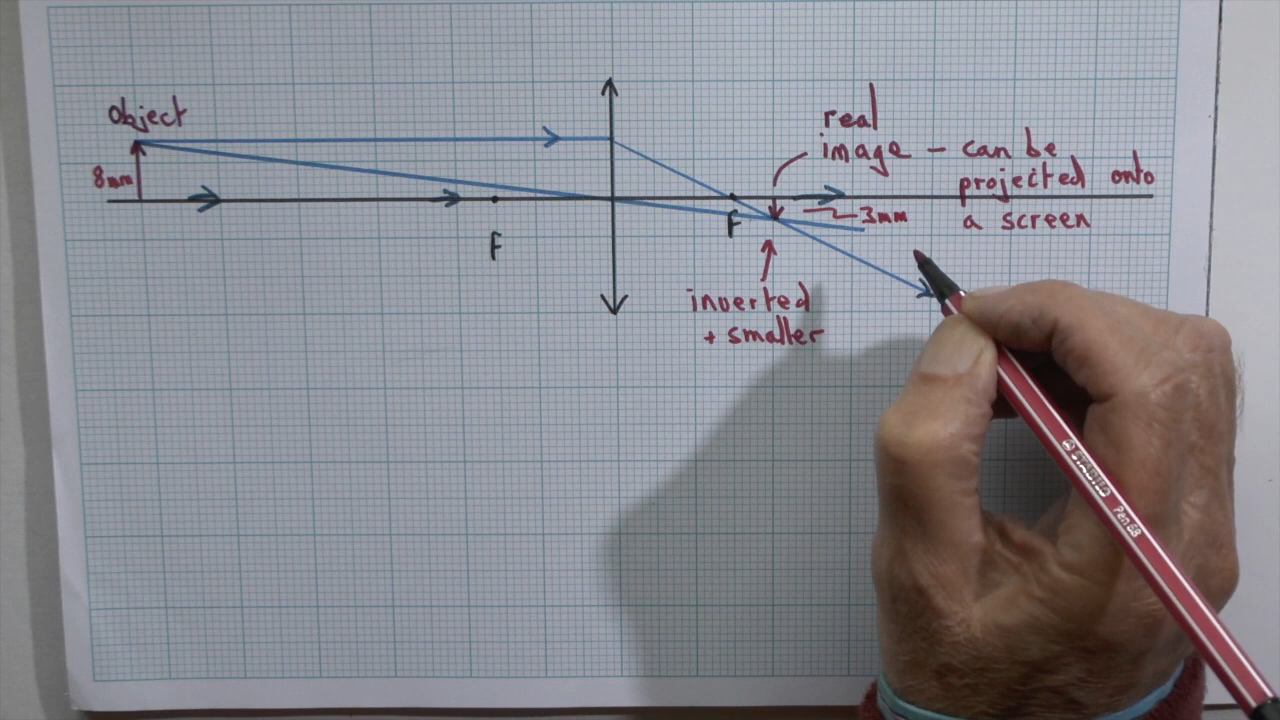 object
8mm
F
F
real
image – can be
projected onto
a screen
3mm
inverted
+ smaller
STABILO Pen 68